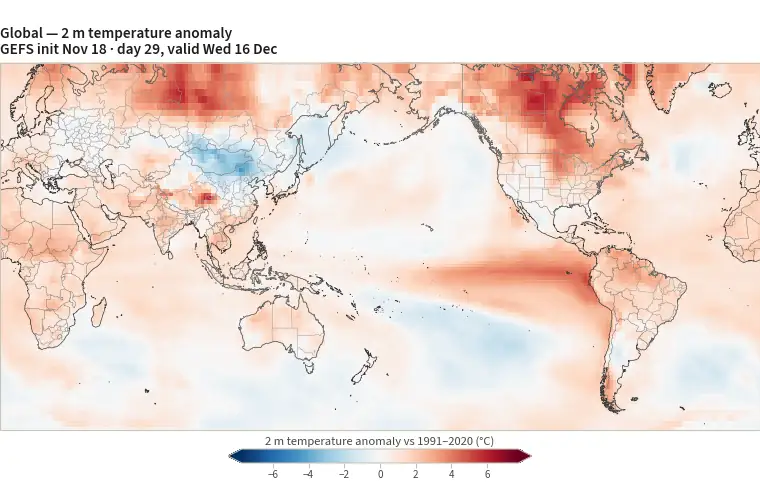 Global — 2 m temperature anomaly
GEFS init Nov 18 · day 29, valid Wed 16 Dec
2 m temperature anomaly vs 1991–2020 (°C)
−6 −4 −2 0 2 4 6